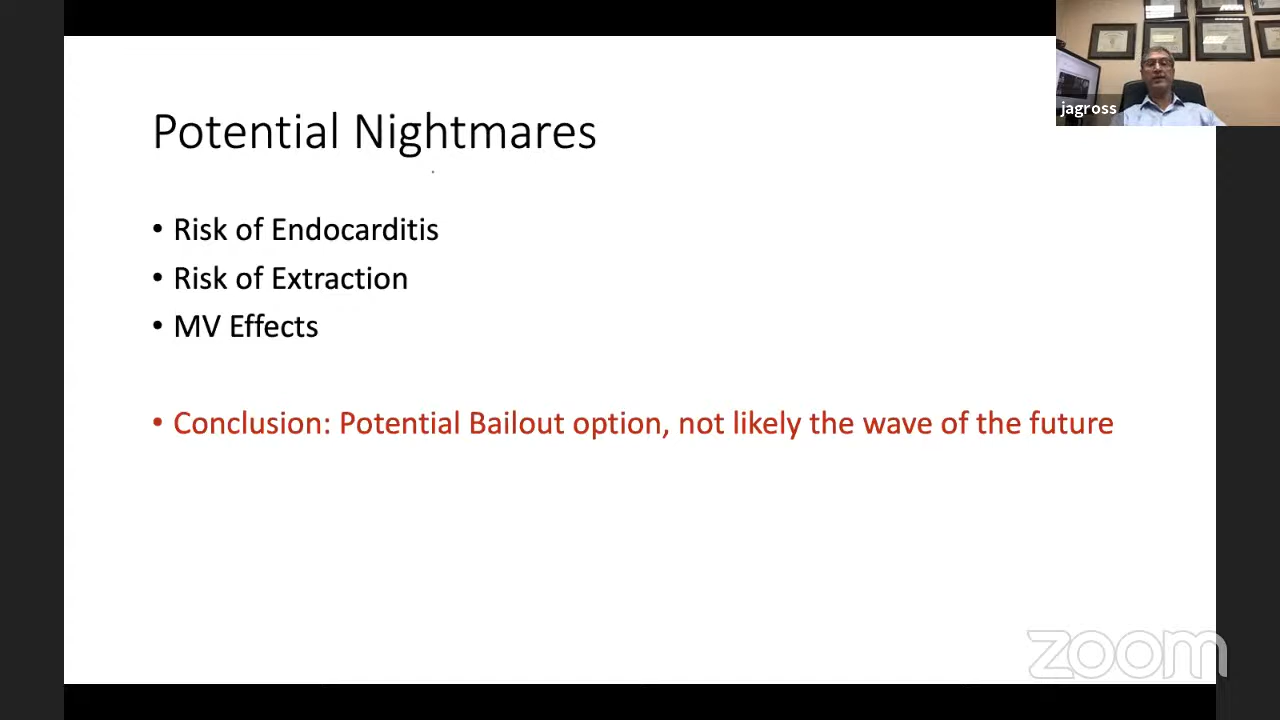 jagross
Potential Nightmares
• Risk of Endocarditis
• Risk of Extraction
• MV Effects
• Conclusion: Potential Bailout option, not likely the wave of the future
zoom